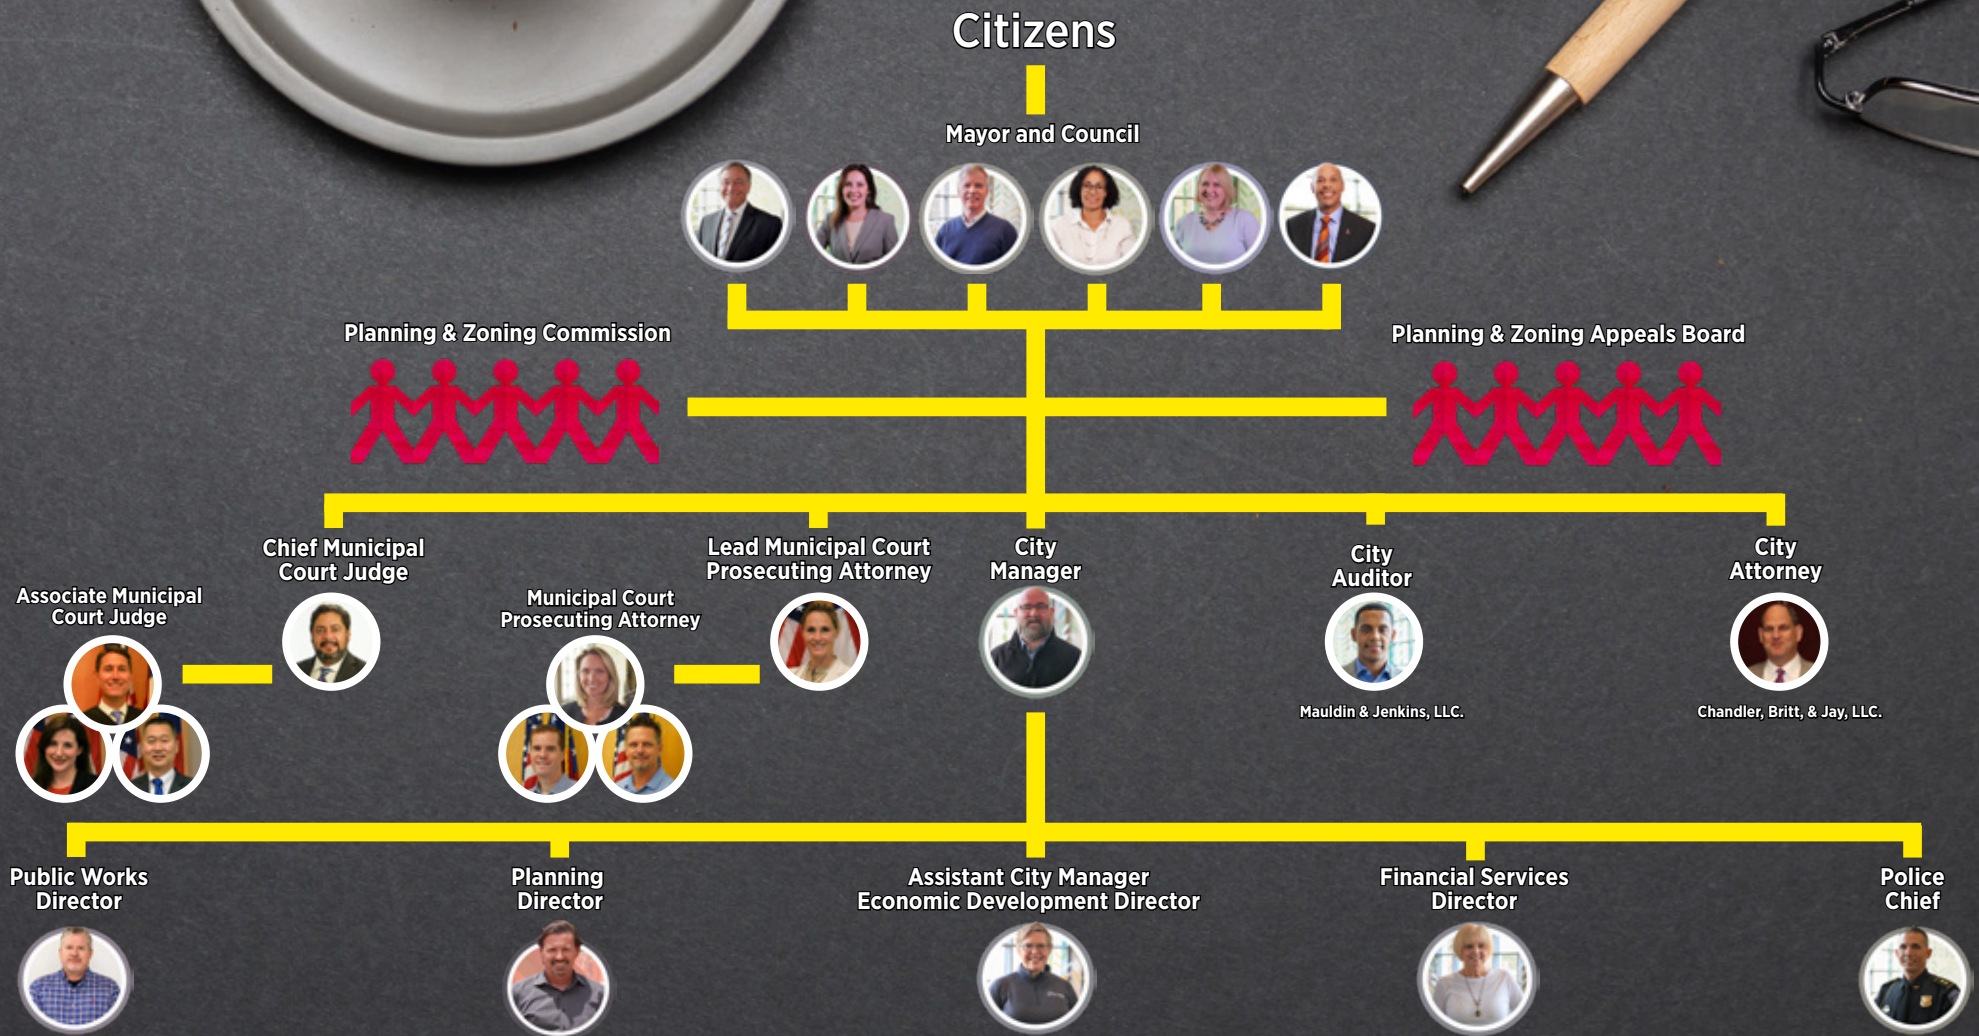 Citizens
Mayor and Council
Planning & Zoning Commission
Planning & Zoning Appeals Board
Chief Municipal
Court Judge
Associate Municipal
Court Judge
Lead Municipal Court
Prosecuting Attorney
Municipal Court
Prosecuting Attorney
City
Manager
City
Auditor
Mauldin & Jenkins, LLC.
City
Attorney
Chandler, Britt, & Jay, LLC.
Public Works
Director
Planning
Director
Assistant City Manager
Economic Development Director
Financial Services
Director
Police
Chief